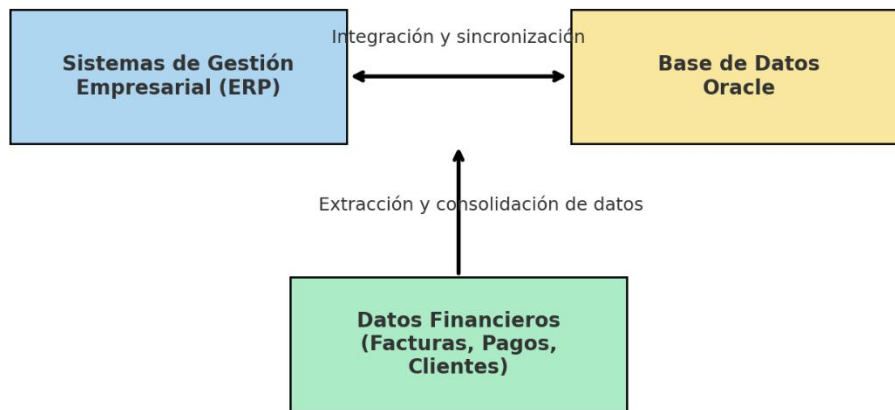 Integración y sincronización
Sistemas de Gestión
Empresarial (ERP)
Base de Datos
Oracle
Extracción y consolidación de datos
Datos Financieros
(Facturas, Pagos,
Clientes)